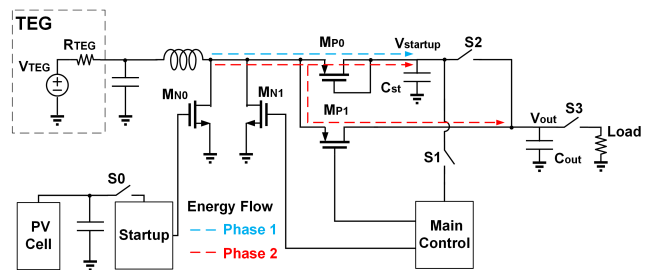 TEG
RTEG
VTEG
MP0
Vstartup
S2
Cst
MN0
MN1
MP1
Vout
S3
Load
Cout
S1
S0
PV
Cell
Startup
Energy Flow
Phase 1
Phase 2
Main
Control